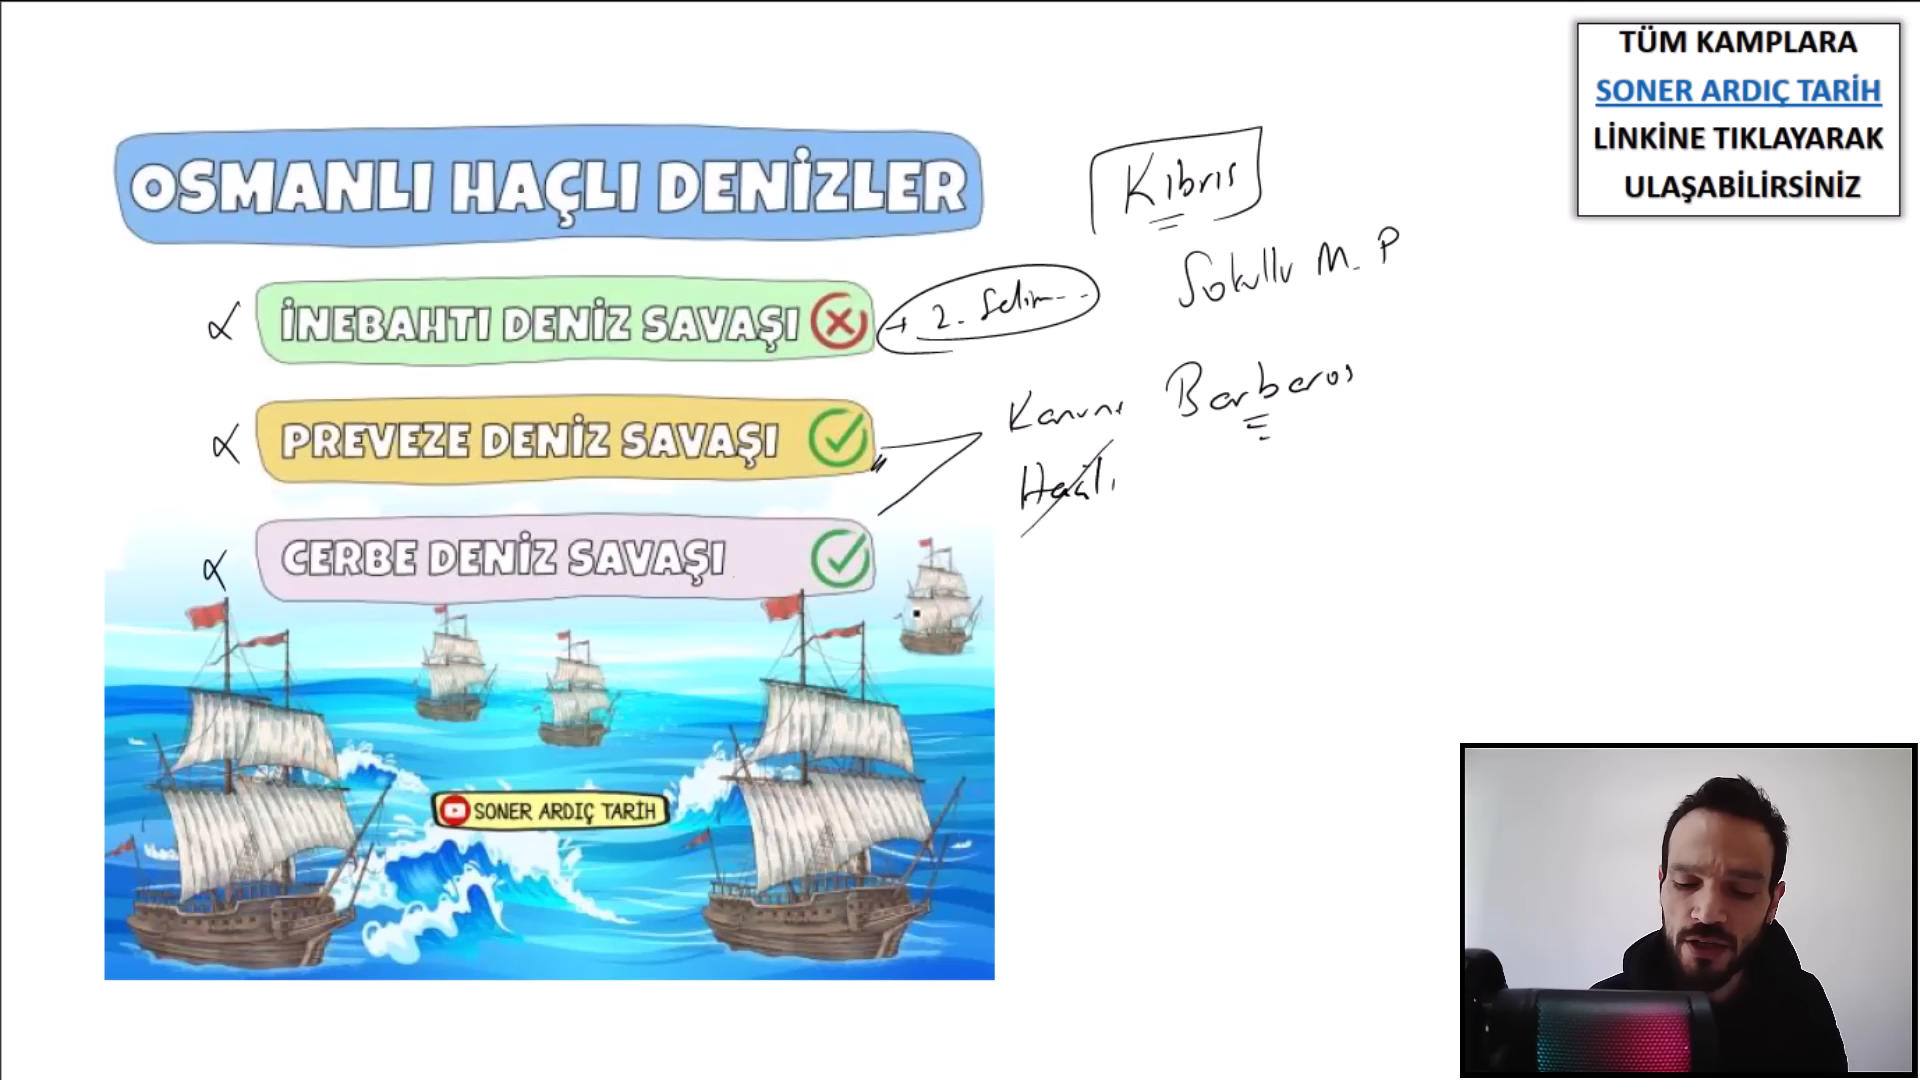 TÜM KAMPLARA
SONER ARDIÇ TARİH
LİNKİNE TIKLAYARAK
ULAŞABİLİRSİNİZ
OSMANLI HAÇLI DENİZLER
Kıbrıs
Sokullu M. P
İNEBAHTI DENİZ SAVAŞI
→ 2. Selim
PREVEZE DENİZ SAVAŞI
Kanuni Barbaros
Haçlı
CERBE DENİZ SAVAŞI
SONER ARDIÇ TARİH